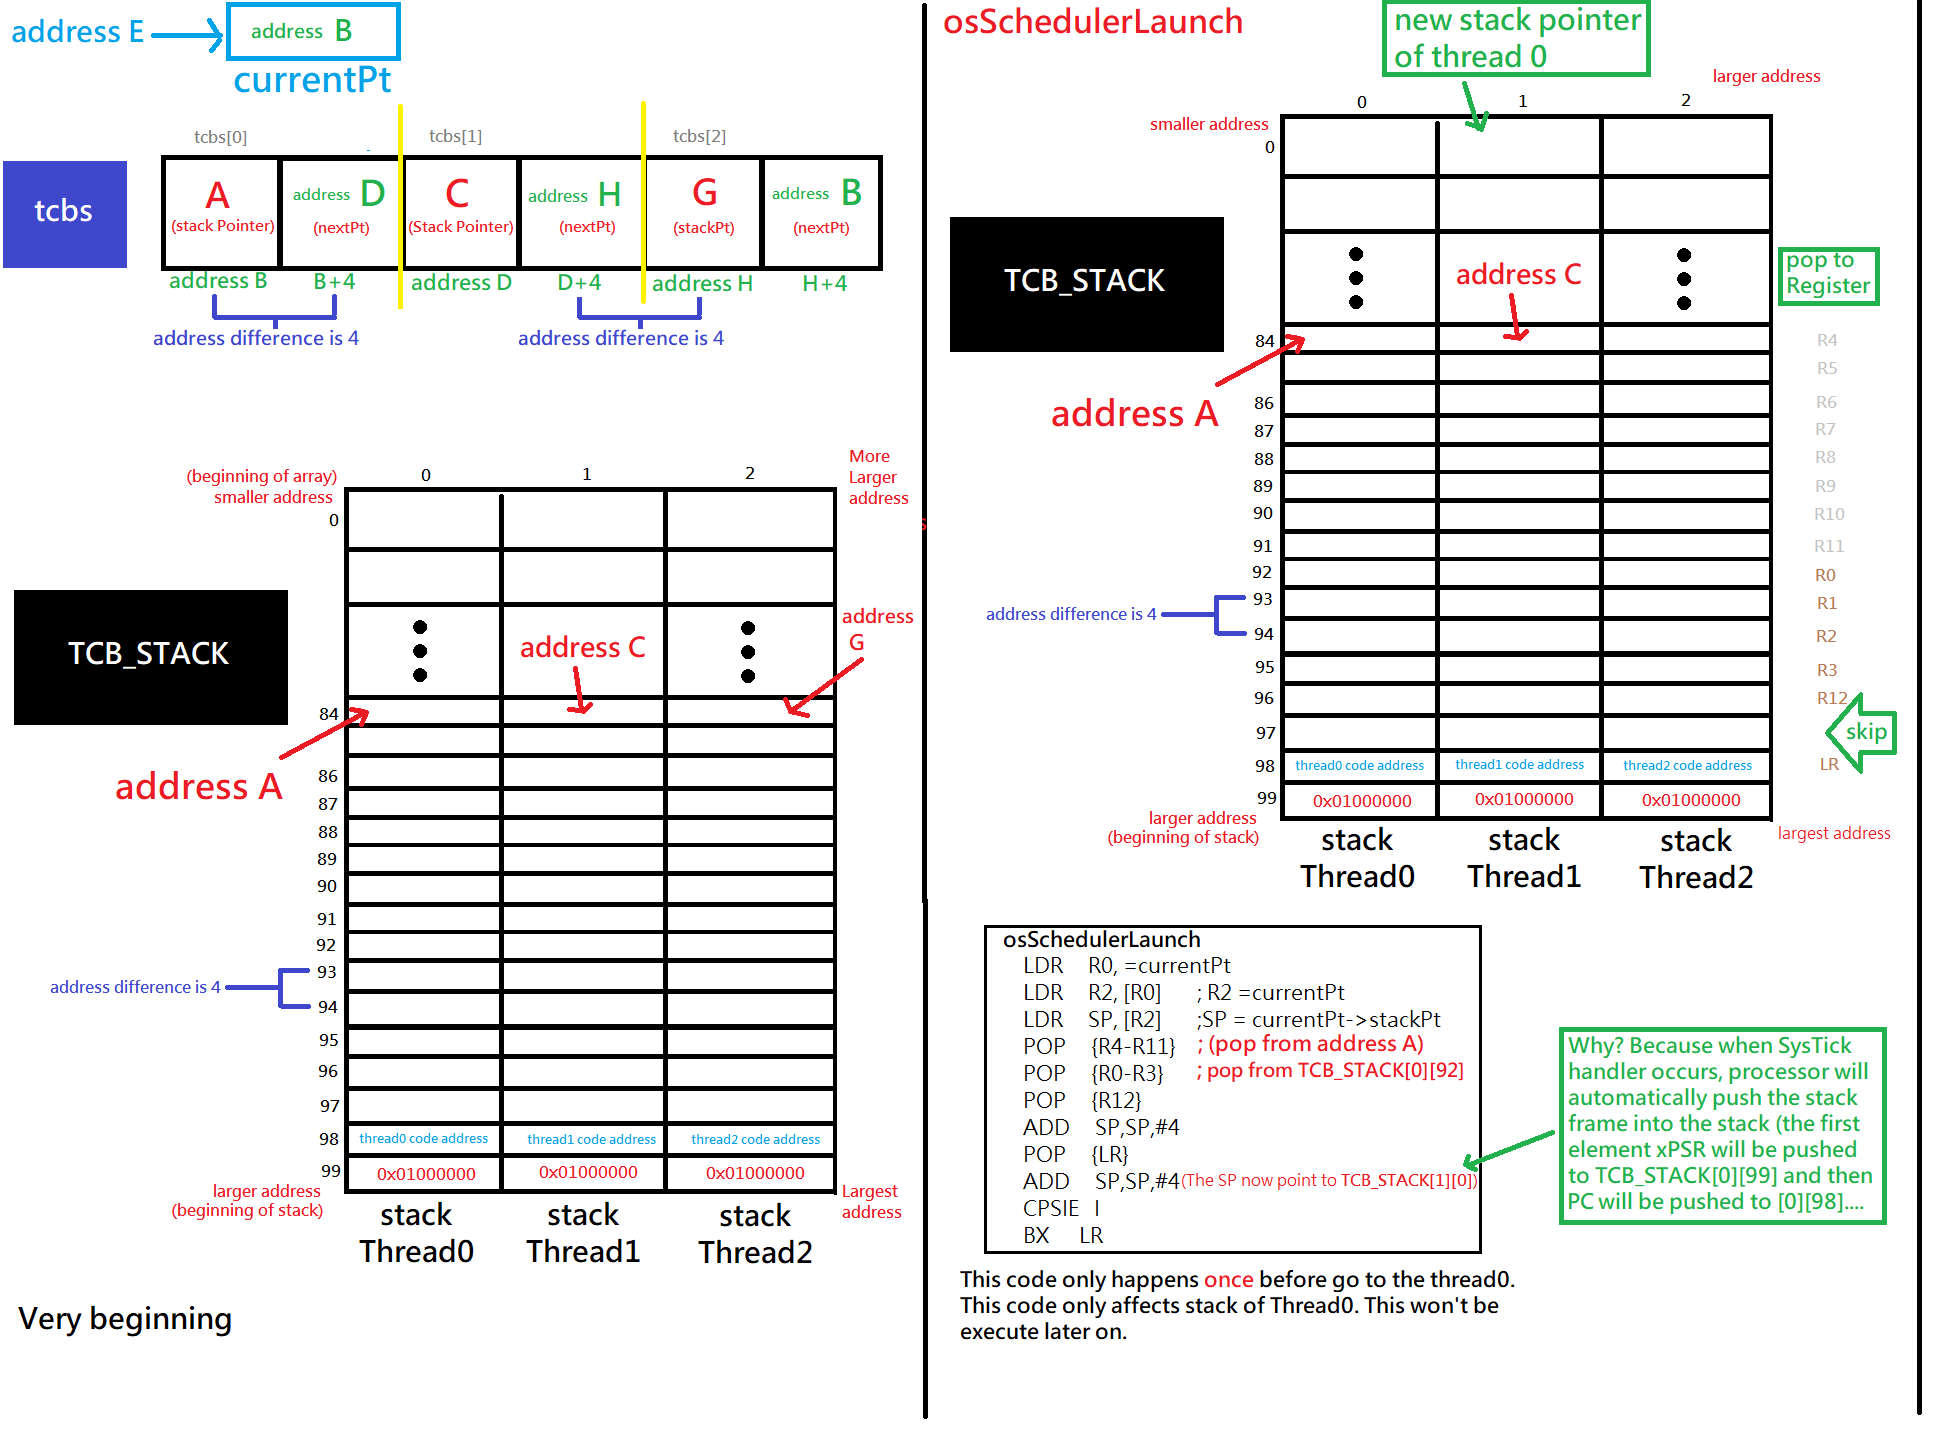 address E
address B
currentPt
tcbs[0]
tcbs[1]
tcbs[2]
tcbs
A
(stack Pointer)
address D
(nextPt)
C
(Stack Pointer)
address H
(nextPt)
G
(stackPt)
address B
(nextPt)
address B
B+4
address D
D+4
address H
H+4
address difference is 4
address difference is 4
(beginning of array)
smaller address
0
1
2
More
Larger
address
0
TCB_STACK
address C
address
G
84
address A
86
87
88
89
90
91
92
93
address difference is 4
94
95
96
97
98
thread0 code address
thread1 code address
thread2 code address
99
0x01000000
0x01000000
0x01000000
larger address
(beginning of stack)
Largest
address
stack
Thread0
stack
Thread1
stack
Thread2
Very beginning
osSchedulerLaunch
new stack pointer
of thread 0
larger address
smaller address
0
1
2
0
TCB_STACK
address C
pop to
Register
84
R4
R5
address A
86
R6
87
R7
88
R8
89
R9
90
R10
91
R11
92
R0
93
R1
address difference is 4
94
R2
95
R3
96
R12
97
skip
98
thread0 code address
thread1 code address
thread2 code address
LR
99
0x01000000
0x01000000
0x01000000
larger address
(beginning of stack)
largest address
stack
Thread0
stack
Thread1
stack
Thread2
osSchedulerLaunch
LDR R0, =currentPt
LDR R2, [R0] ; R2 =currentPt
LDR SP, [R2] ;SP = currentPt->stackPt
POP {R4-R11} ; (pop from address A)
POP {R0-R3} ; pop from TCB_STACK[0][92]
POP {R12}
ADD SP,SP,#4
POP {LR}
ADD SP,SP,#4(The SP now point to TCB_STACK[1][0])
CPSIE I
BX LR
Why? Because when SysTick
handler occurs, processor will
automatically push the stack
frame into the stack (the first
element xPSR will be pushed
to TCB_STACK[0][99] and then
PC will be pushed to [0][98]....
This code only happens once before go to the thread0.
This code only affects stack of Thread0. This won't be
execute later on.